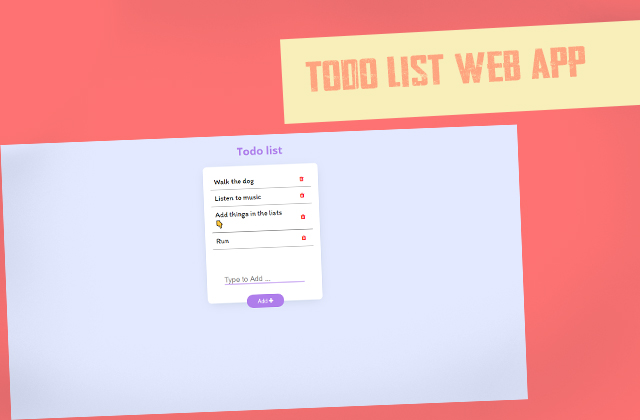 TODO LIST WEB APP
Todo list
Walk the dog
Listen to music
Add things in the lists
👇
Run
Type to Add ...
Add +